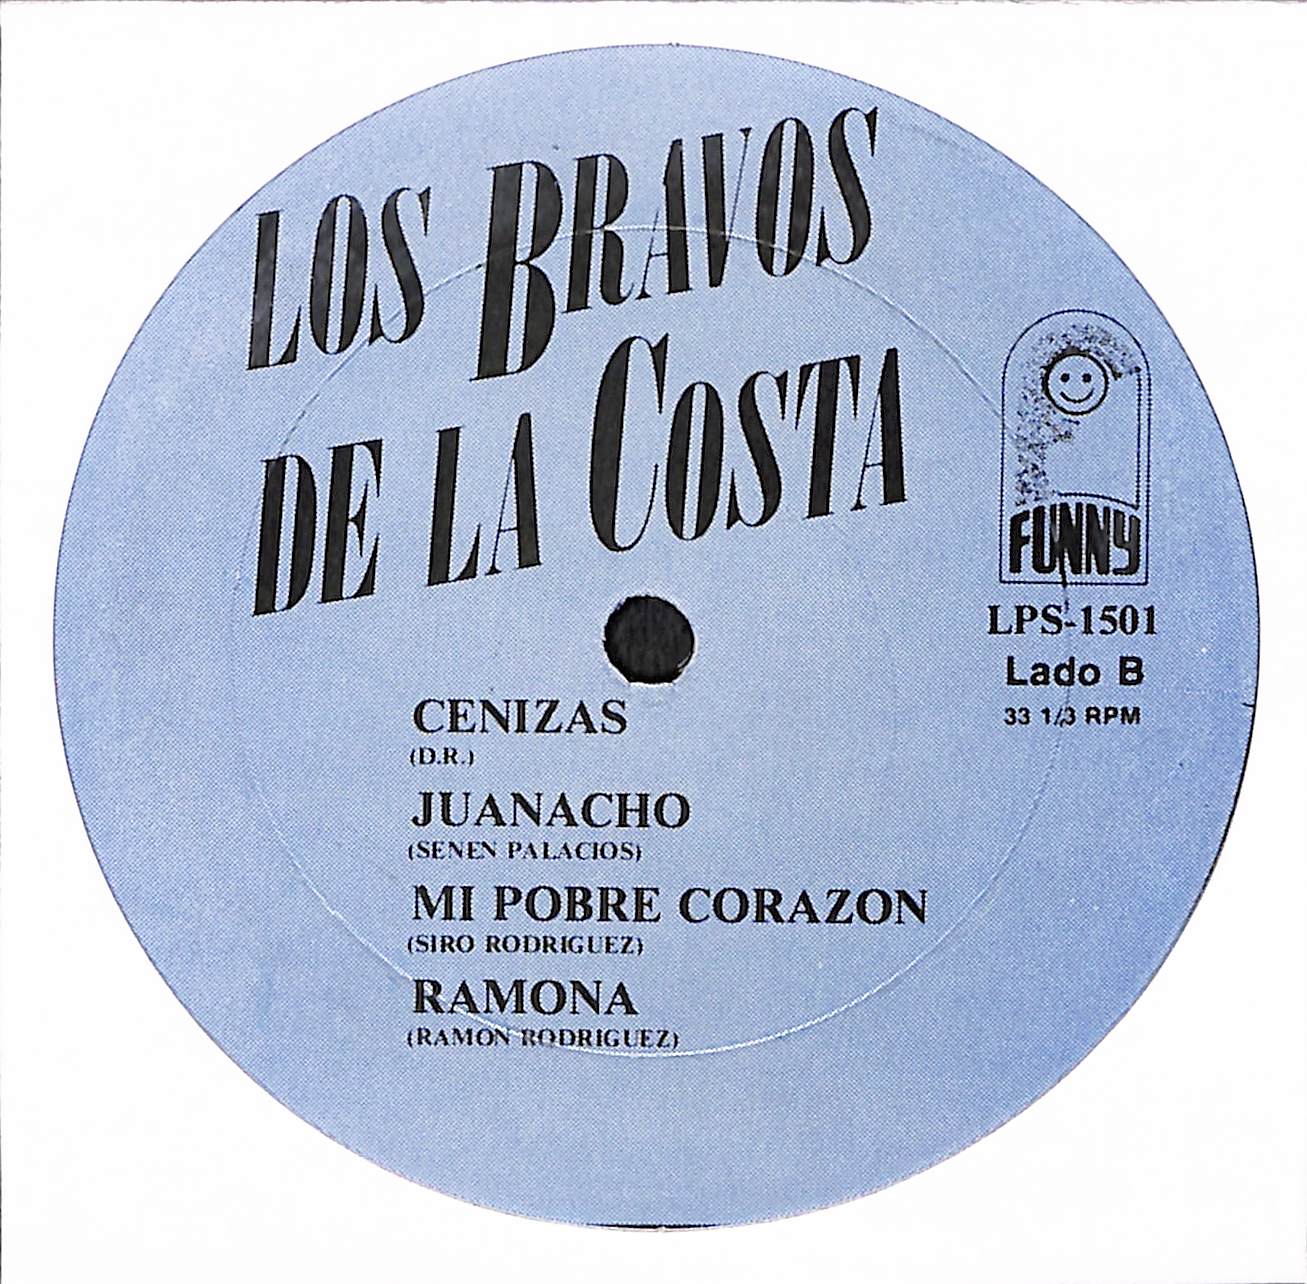 LOS BRAVOS
DE LA COSTA
FUNNY
LPS-1501
Lado B
33 1/3 RPM
CENIZAS
(D.R.)
JUANACHO
(SENEN PALACIOS)
MI POBRE CORAZON
(SIRO RODRIGUEZ)
RAMONA
(RAMON RODRIGUEZ)